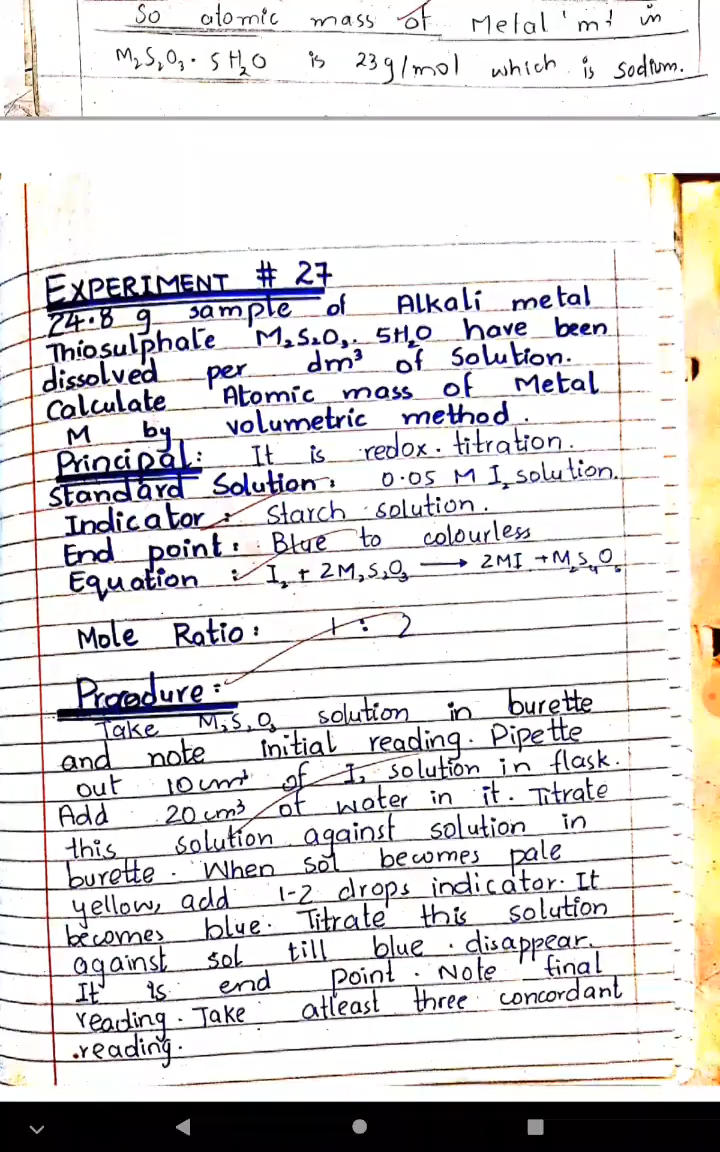 So atomic mass of Metal 'm' in
M₂S₂O₃. 5H₂O is 23g/mol which is sodium.
EXPERIMENT # 27
24.8 g sample of Alkali metal
Thiosulphate M₂S₂O₃. 5H₂O have been
dissolved per dm³ of solution.
Calculate Atomic mass of Metal
M by volumetric method.
Principal: It is redox. titration.
Standard Solution: 0.05 M I₂ solution.
Indicator: Starch solution.
End point: Blue to colourless
Equation: I₂ + 2M₂S₂O₃ → 2MI + M₂S₄O₆
Mole Ratio: 1 : 2
Procedure:
Take M₂S₂O₃ solution in burette
and note initial reading. Pipette
out 10cm³ of I₂ solution in flask.
Add 20cm³ of water in it. Titrate
this solution against solution in
burette. When sol becomes pale
yellow, add 1-2 drops indicator. It
becomes blue. Titrate this solution
against sol till blue. disappear.
It is end point. Note final
reading. Take atleast three concordant
.reading.